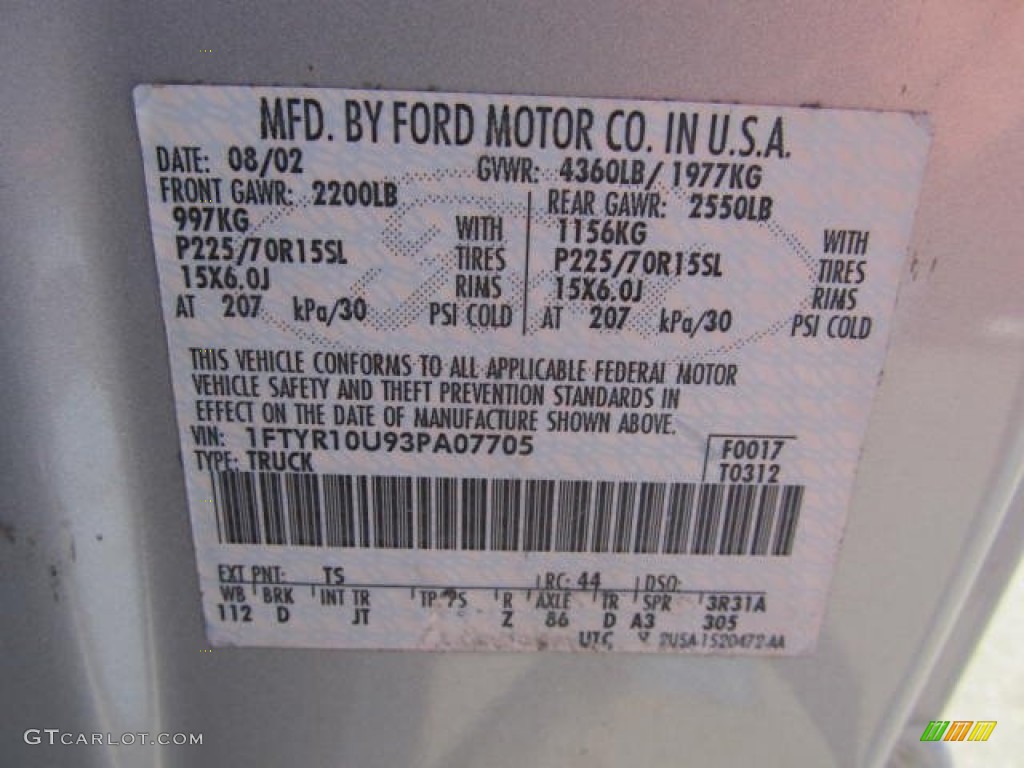 MFD. BY FORD MOTOR CO. IN U.S.A.
DATE: 08/02 GVWR: 4360LB/ 1977KG
FRONT GAWR: 2200LB REAR GAWR: 2550LB
997KG WITH 1156KG WITH
P225/70R15SL TIRES P225/70R15SL TIRES
15X6.0J RIMS 15X6.0J RIMS
AT 207 kPa/30 PSI COLD AT 207 kPa/30 PSI COLD
THIS VEHICLE CONFORMS TO ALL APPLICABLE FEDERAL MOTOR
VEHICLE SAFETY AND THEFT PREVENTION STANDARDS IN
EFFECT ON THE DATE OF MANUFACTURE SHOWN ABOVE.
VIN: 1FTYR10U93PA07705 F0017
TYPE: TRUCK T0312
EXT PNT: TS RC: 44 DSO:
WB BRK INT TR TP PS R AXLE TR SPR 3R31A
112 D JT Z 86 D A3 305
UTC 2U5A-1520472-AA
GTCARLOT.COM